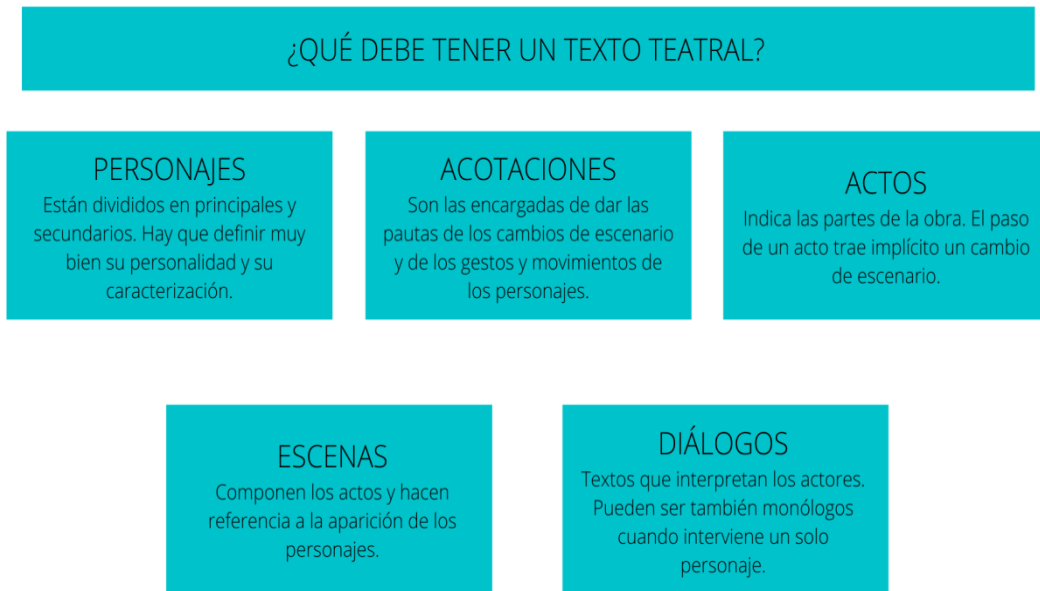 ¿QUÉ DEBE TENER UN TEXTO TEATRAL?
PERSONAJES
Están divididos en principales y
secundarios. Hay que definir muy
bien su personalidad y su
caracterización.
ACOTACIONES
Son las encargadas de dar las
pautas de los cambios de escenario
y de los gestos y movimientos de
los personajes.
ACTOS
Indica las partes de la obra. El paso
de un acto trae implícito un cambio
de escenario.
ESCENAS
Componen los actos y hacen
referencia a la aparición de los
personajes.
DIÁLOGOS
Textos que interpretan los actores.
Pueden ser también monólogos
cuando interviene un solo
personaje.